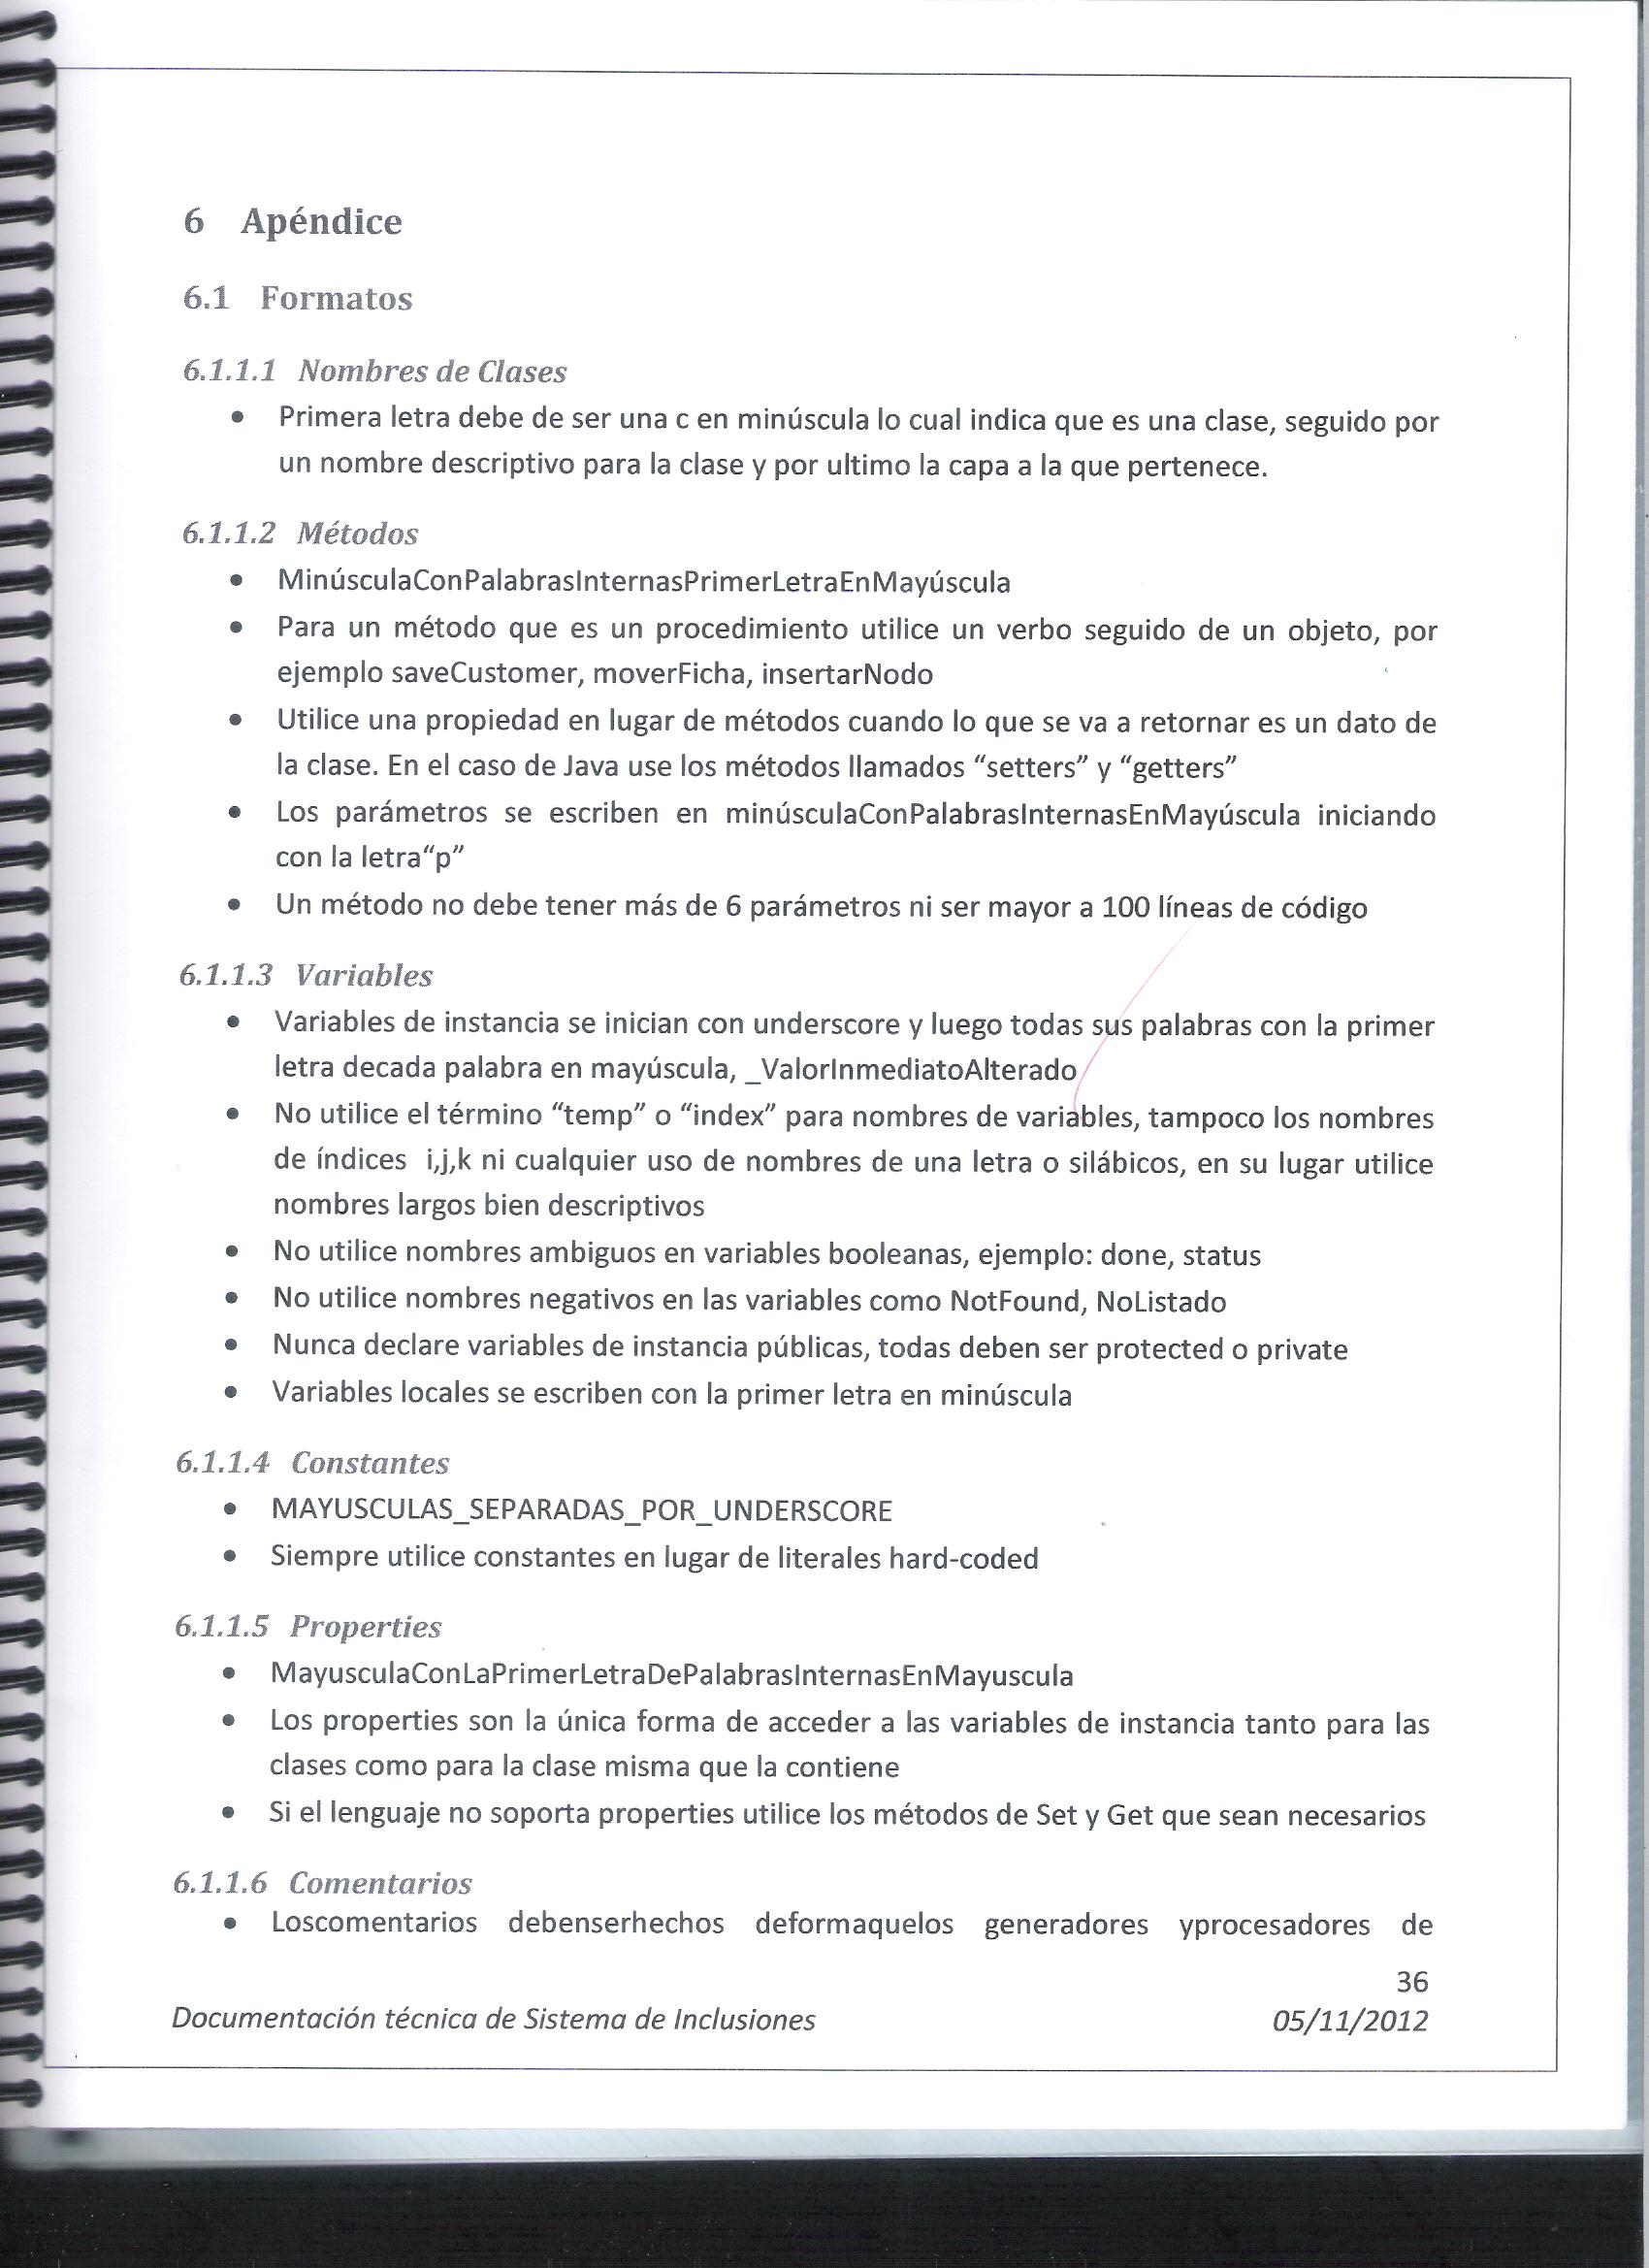 6 Apéndice
6.1 Formatos
6.1.1.1 Nombres de Clases
• Primera letra debe de ser una c en minúscula lo cual indica que es una clase, seguido por
un nombre descriptivo para la clase y por ultimo la capa a la que pertenece.
6.1.1.2 Métodos
• MinúsculaConPalabrasInternasPrimerLetraEnMayúscula
• Para un método que es un procedimiento utilice un verbo seguido de un objeto, por
ejemplo saveCustomer, moverFicha, insertarNodo
• Utilice una propiedad en lugar de métodos cuando lo que se va a retornar es un dato de
la clase. En el caso de Java use los métodos llamados “setters” y “getters”
• Los parámetros se escriben en minúsculaConPalabrasInternasEnMayúscula iniciando
con la letra“p”
• Un método no debe tener más de 6 parámetros ni ser mayor a 100 líneas de código
6.1.1.3 Variables
• Variables de instancia se inician con underscore y luego todas sus palabras con la primer
letra decada palabra en mayúscula, _ValorInmediatoAlterado
• No utilice el término “temp” o “index” para nombres de variables, tampoco los nombres
de índices i,j,k ni cualquier uso de nombres de una letra o silábicos, en su lugar utilice
nombres largos bien descriptivos
• No utilice nombres ambiguos en variables booleanas, ejemplo: done, status
• No utilice nombres negativos en las variables como NotFound, NoListado
• Nunca declare variables de instancia públicas, todas deben ser protected o private
• Variables locales se escriben con la primer letra en minúscula
6.1.1.4 Constantes
• MAYUSCULAS_SEPARADAS_POR_UNDERSCORE
• Siempre utilice constantes en lugar de literales hard-coded
6.1.1.5 Properties
• MayusculaConLaPrimerLetraDePalabrasInternasEnMayuscula
• Los properties son la única forma de acceder a las variables de instancia tanto para las
clases como para la clase misma que la contiene
• Si el lenguaje no soporta properties utilice los métodos de Set y Get que sean necesarios
6.1.1.6 Comentarios
• Loscomentarios debenserhechos deformaquelos generadores yprocesadores de
36
Documentación técnica de Sistema de Inclusiones 05/11/2012